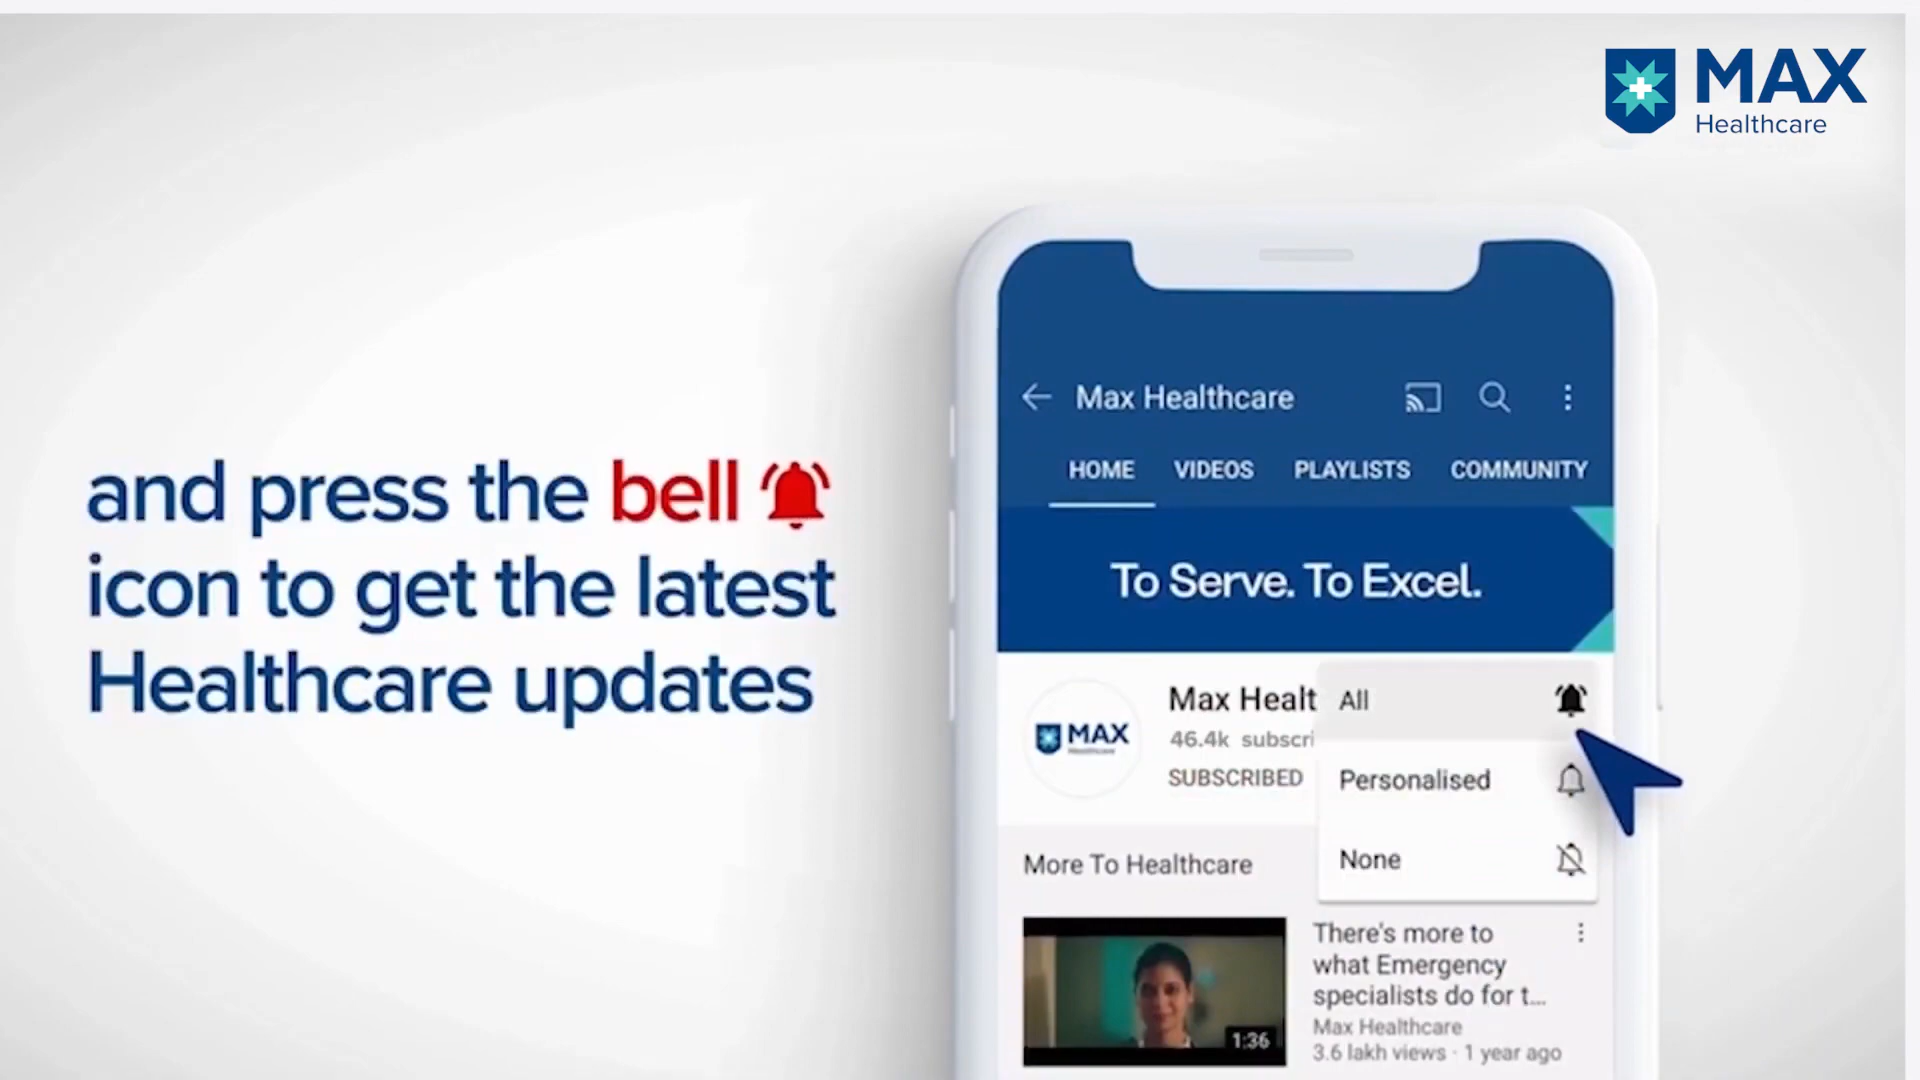 MAX
Healthcare
and press the bell
icon to get the latest
Healthcare updates
Max Healthcare
HOME VIDEOS PLAYLISTS COMMUNITY
To Serve. To Excel.
MAX
Healthcare
Max Healt
46.4k subscri
SUBSCRIBED
All
Personalised
None
More To Healthcare
1:36
There's more to
what Emergency
specialists do for t...
Max Healthcare
3.6 lakh views · 1 year ago